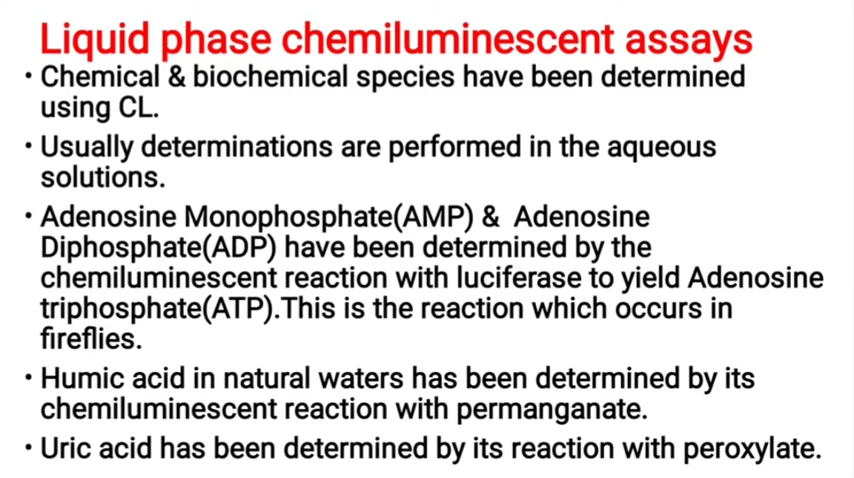 Liquid phase chemiluminescent assays
• Chemical & biochemical species have been determined
using CL.
• Usually determinations are performed in the aqueous
solutions.
• Adenosine Monophosphate(AMP) & Adenosine
Diphosphate(ADP) have been determined by the
chemiluminescent reaction with luciferase to yield Adenosine
triphosphate(ATP).This is the reaction which occurs in
fireflies.
• Humic acid in natural waters has been determined by its
chemiluminescent reaction with permanganate.
• Uric acid has been determined by its reaction with peroxylate.